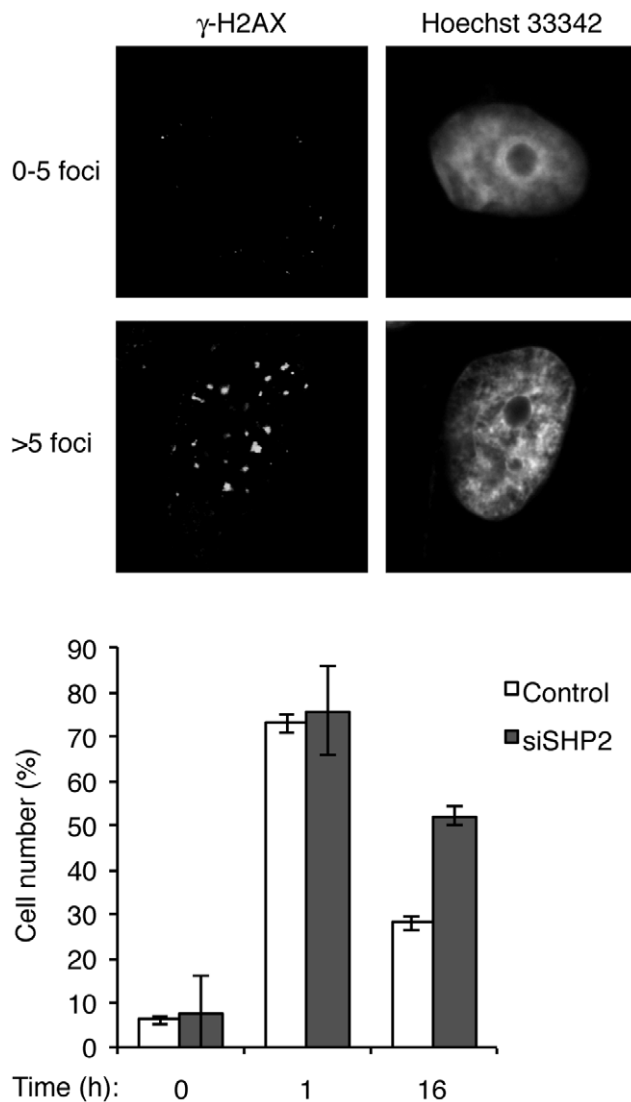 γ-H2AX Hoechst 33342
0-5 foci
>5 foci
90
80
70
60
50
40
30
20
10
0
Cell number (%)
Control
siSHP2
Time (h): 0 1 16